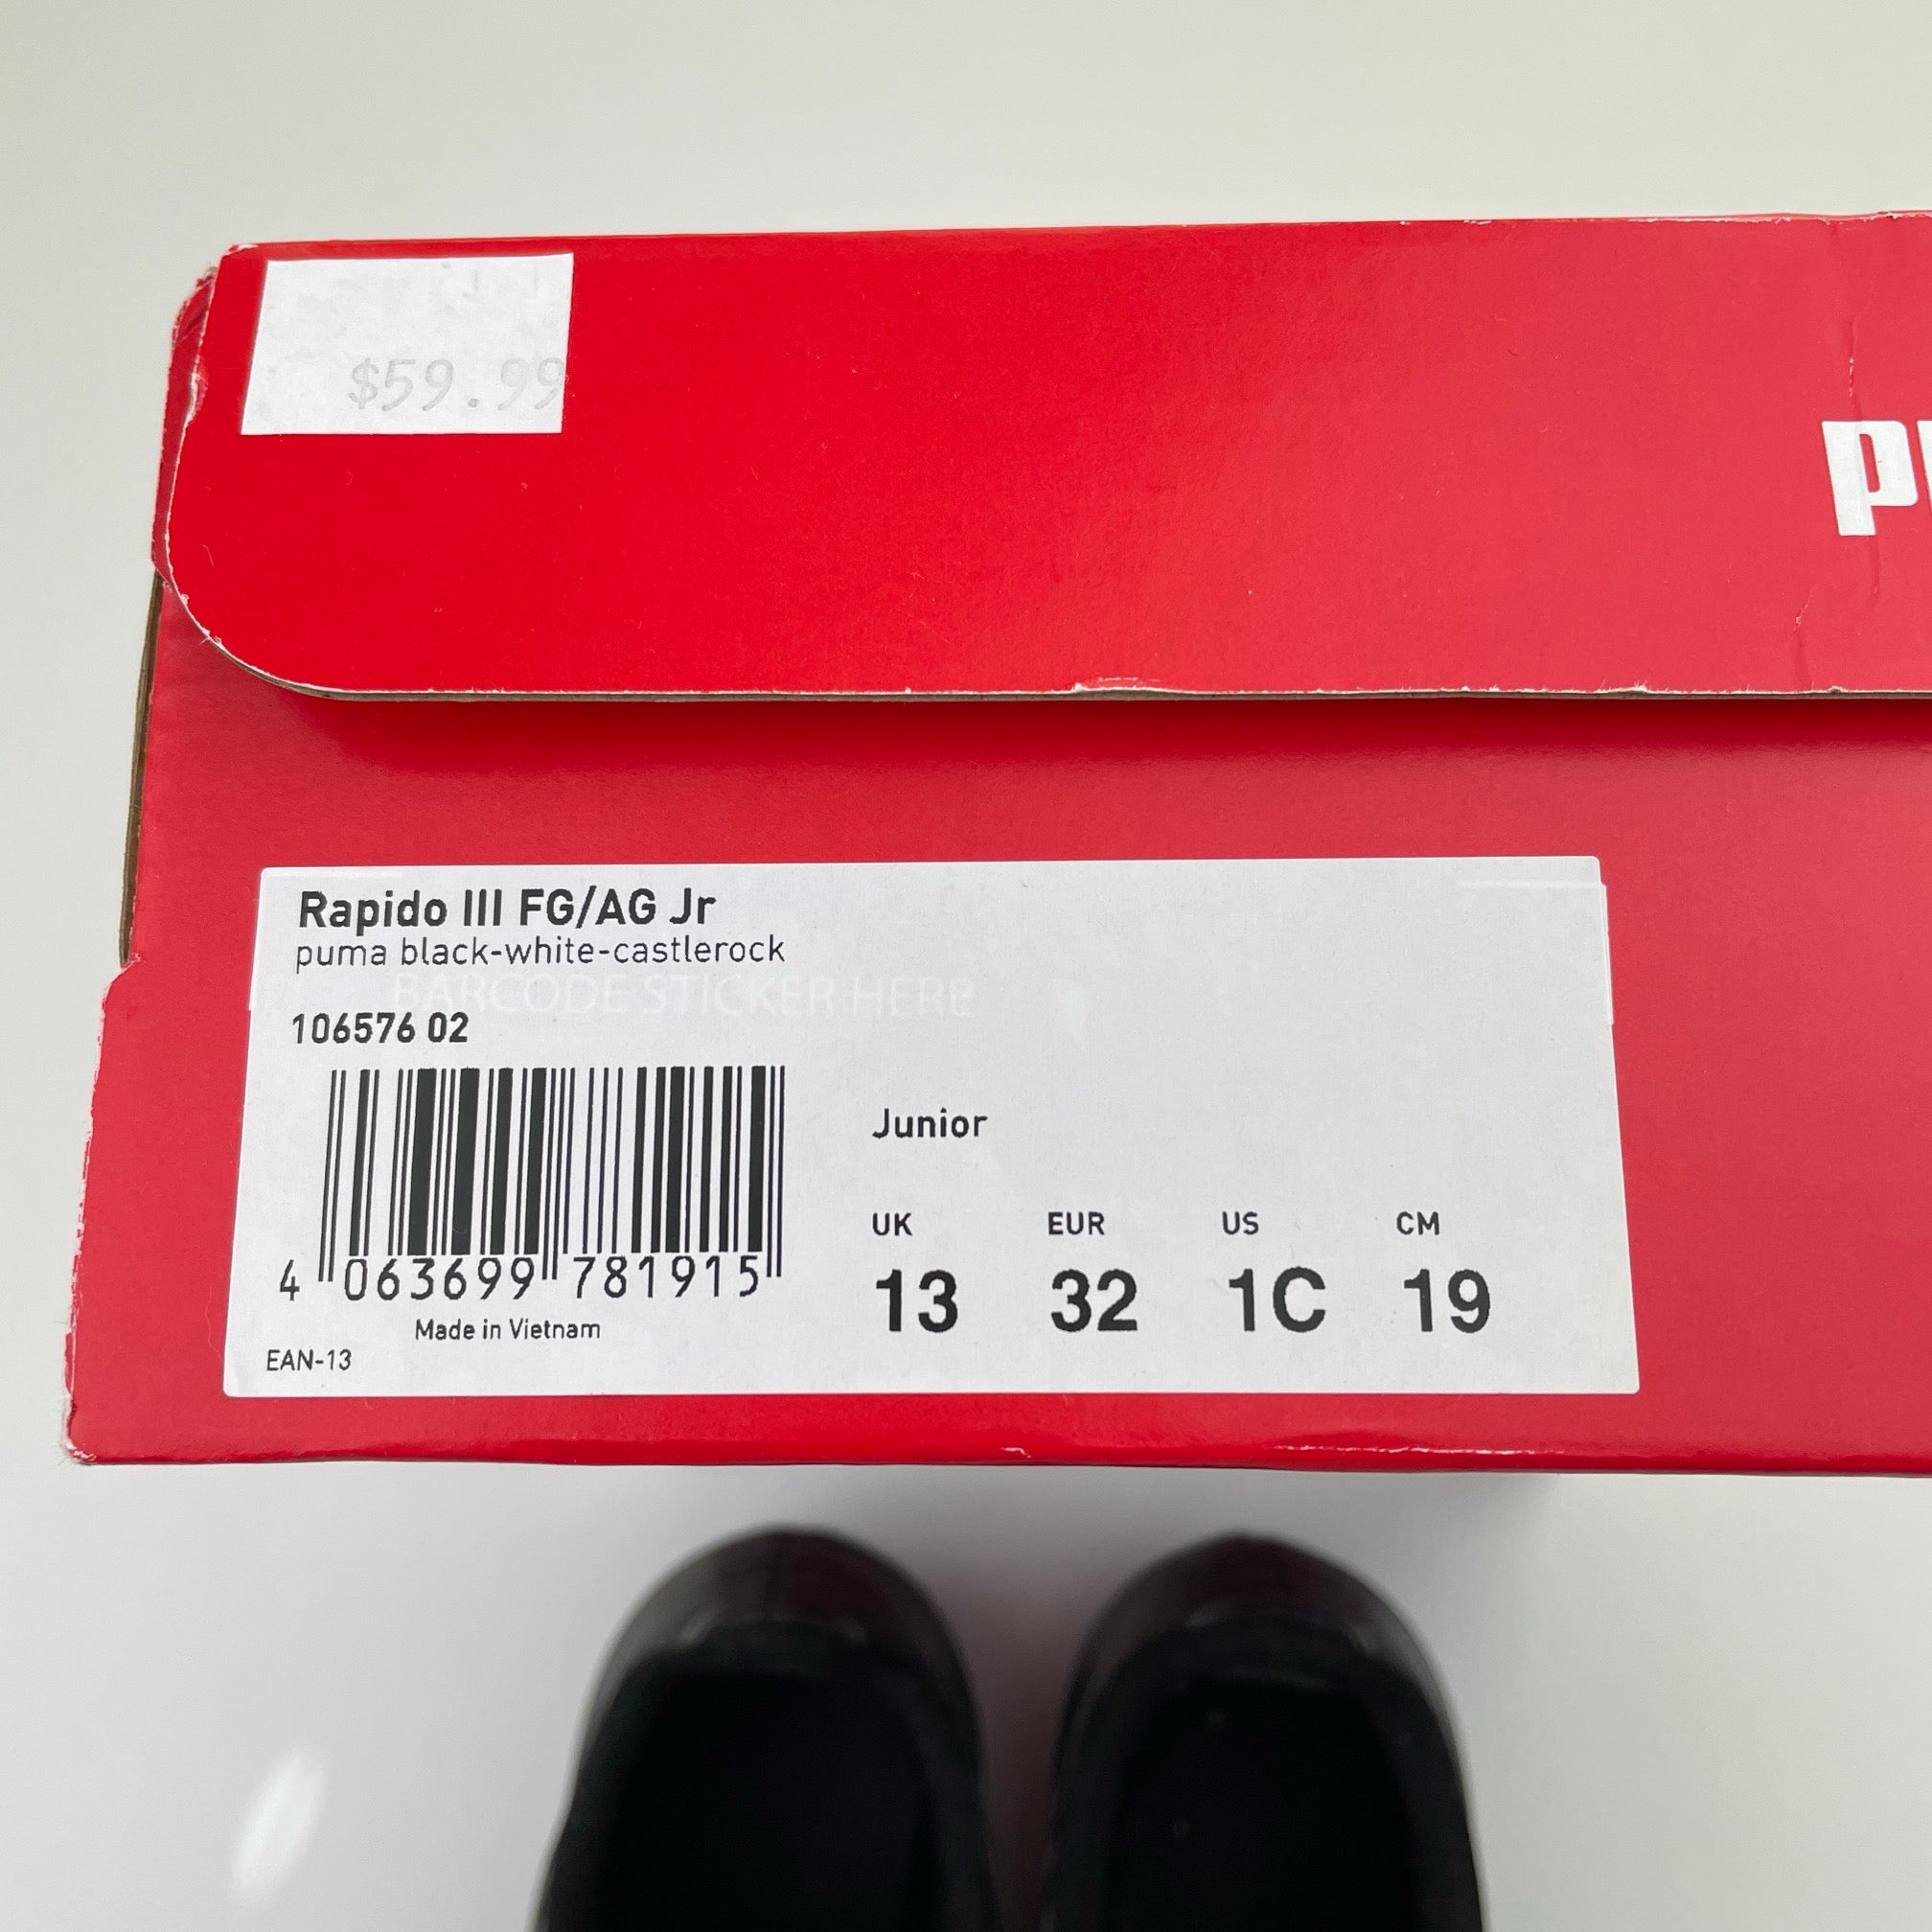 $59.99
Rapido III FG/AG Jr
puma black-white-castlerock
BARCODE STICKER HERE
106576 02
Junior
UK EUR US CM
13 32 1C 19
4 063699 781915
Made in Vietnam
EAN-13